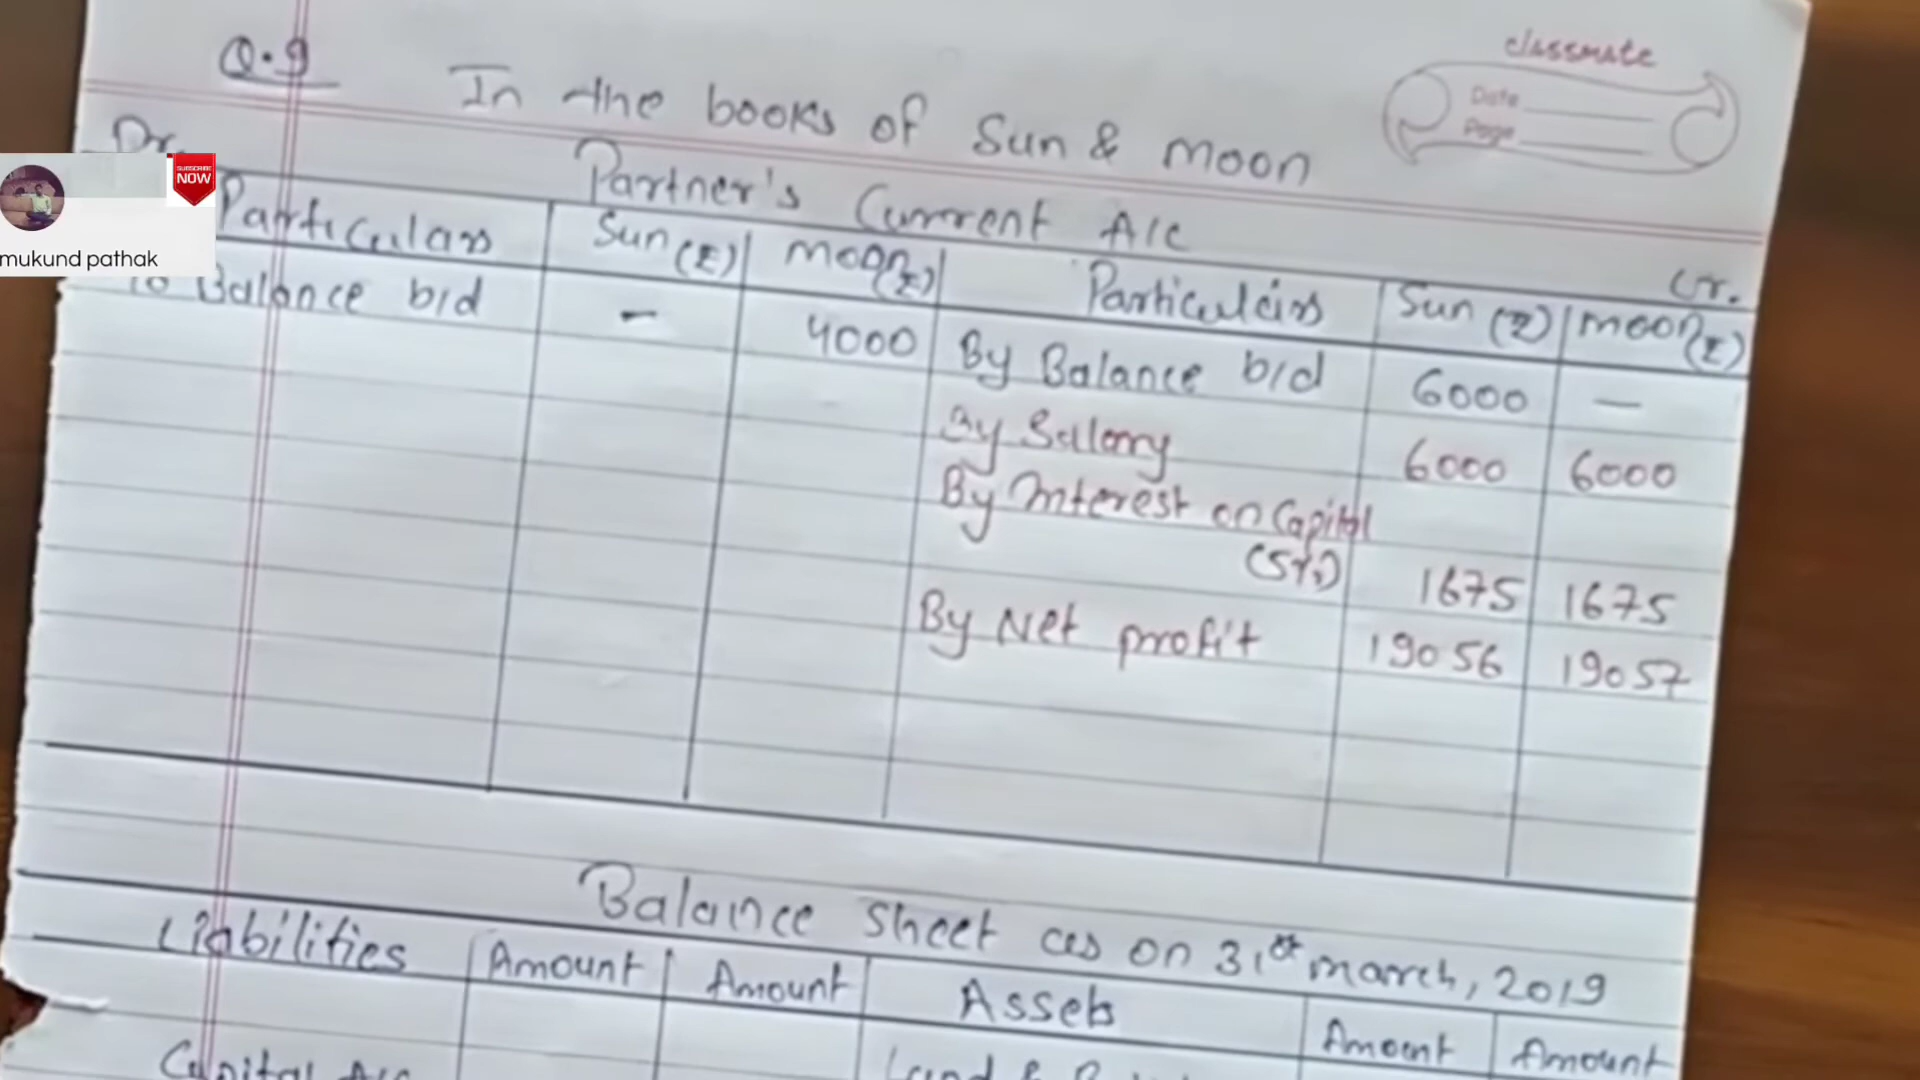 Q.9
classmate
Date
Page
In the books of Sun & moon
Dr.
Partner's Current A/c
Cr.
Particulars Sun (₹) moon (₹) Particulars Sun (₹) moon (₹)
To Balance b/d - 4000 By Balance b/d 6000 —
By Sallary 6000 6000
By Interest on Capital
(5%) 1675 1675
By Net profit 19056 19057
SUBSCRIBE
NOW
mukund pathak
Balance sheet as on 31st march, 2019
Liabilities Amount Amount Assets Amount Amount
Capital A/c Land &